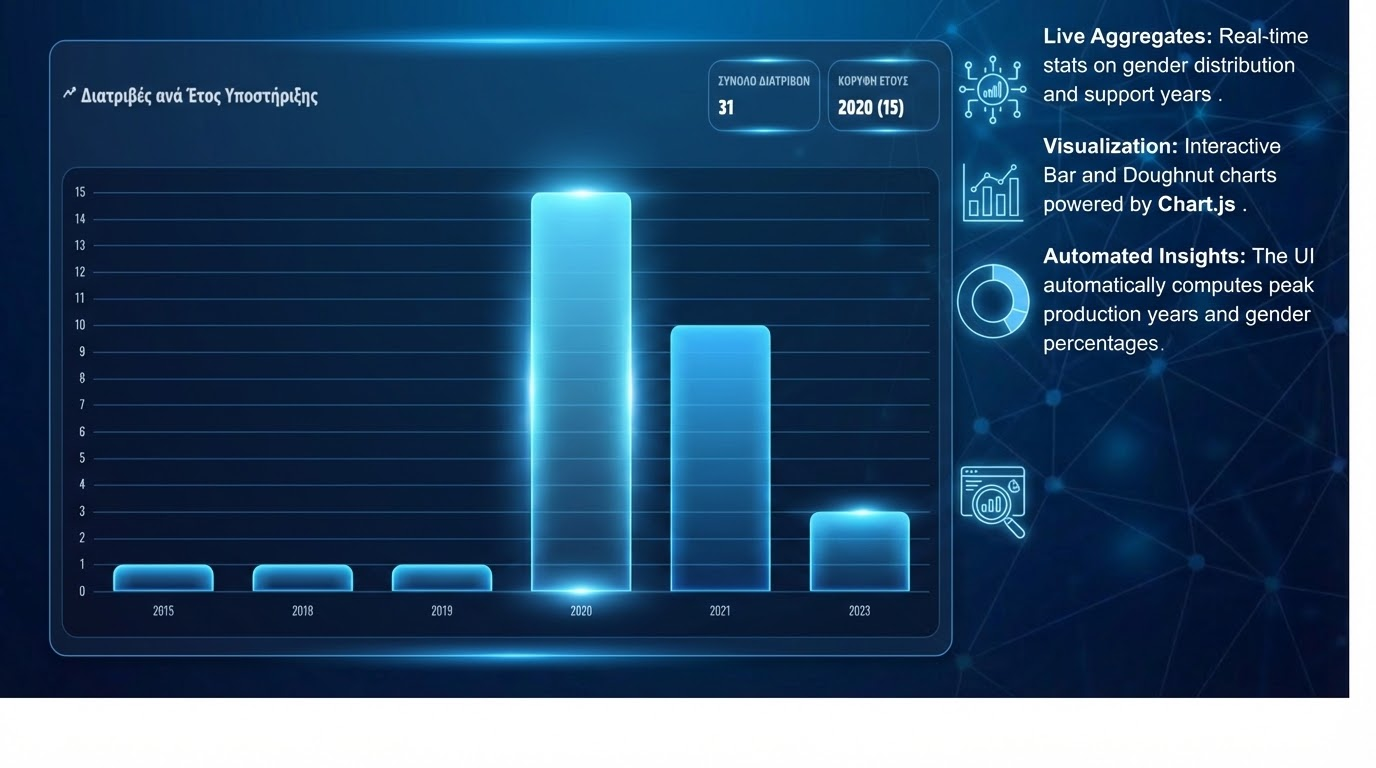 Διατριβές ανά Έτος Υποστήριξης
ΣΥΝΟΛΟ ΔΙΑΤΡΙΒΟΝ
31
ΚΟΡΥΦΗ ΕΤΟΥΣ
2020 (15)
15
14
13
12
11
10
9
8
7
6
5
4
3
2
1
0
2015 2018 2019 2020 2021 2023
Live Aggregates: Real-time
stats on gender distribution
and support years .
Visualization: Interactive
Bar and Doughnut charts
powered by Chart.js .
Automated Insights: The UI
automatically computes peak
production years and gender
percentages.